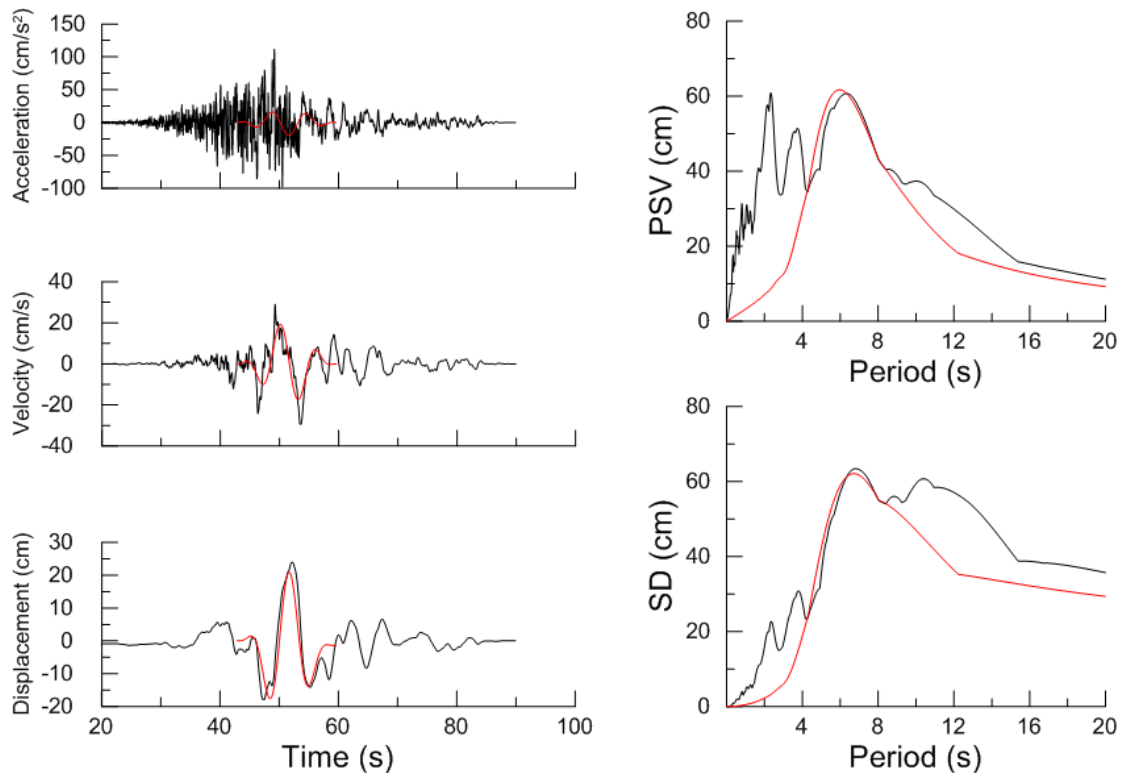 Acceleration (cm/s²)
150
100
50
0
-50
-100
Velocity (cm/s)
40
20
0
-20
-40
Displacement (cm)
30
20
10
0
-10
-20
20 40 60 80 100
Time (s)
PSV (cm)
80
60
40
20
0
4 8 12 16 20
Period (s)
SD (cm)
80
60
40
20
0
4 8 12 16 20
Period (s)